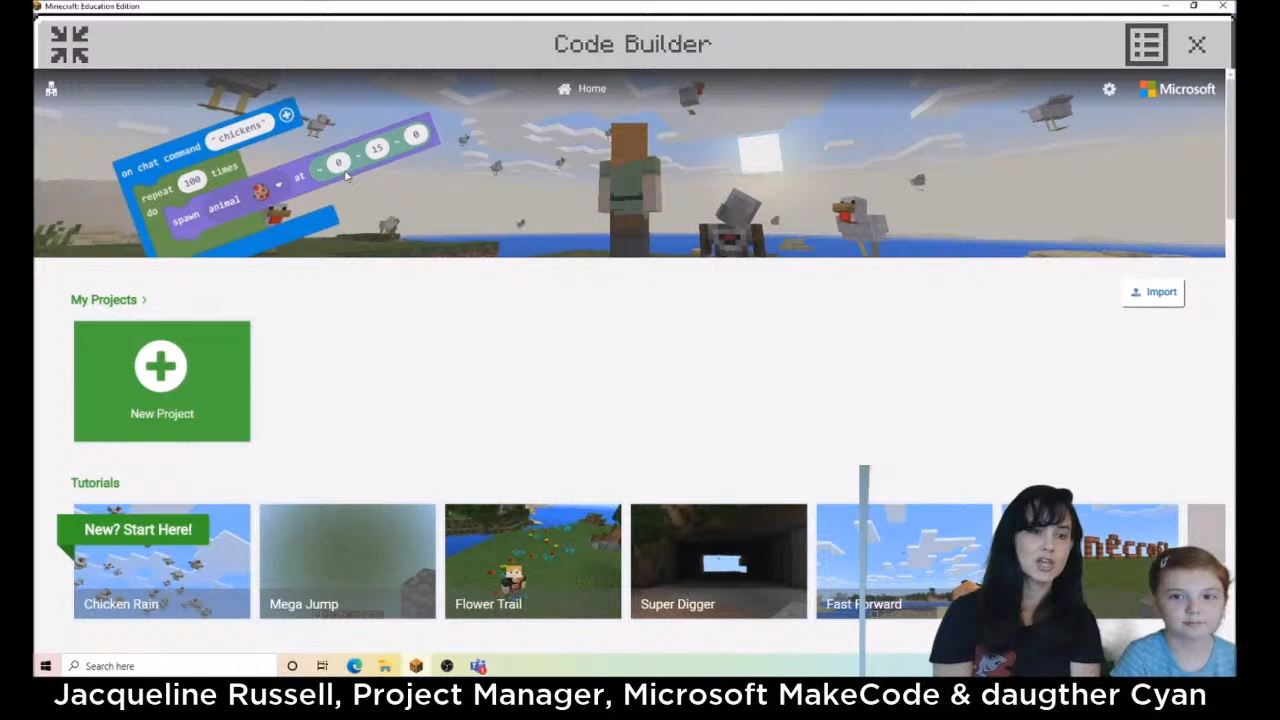 Minecraft: Education Edition
Code Builder
Home
Microsoft
on chat command "chickens"
repeat 100 times
do
spawn animal at ~ 0 ~ 15 ~ 0
My Projects >
Import
New Project
Tutorials
New? Start Here!
Chicken Rain
Mega Jump
Flower Trail
Super Digger
Fast Forward
Search here
Jacqueline Russell, Project Manager, Microsoft MakeCode & daugther Cyan